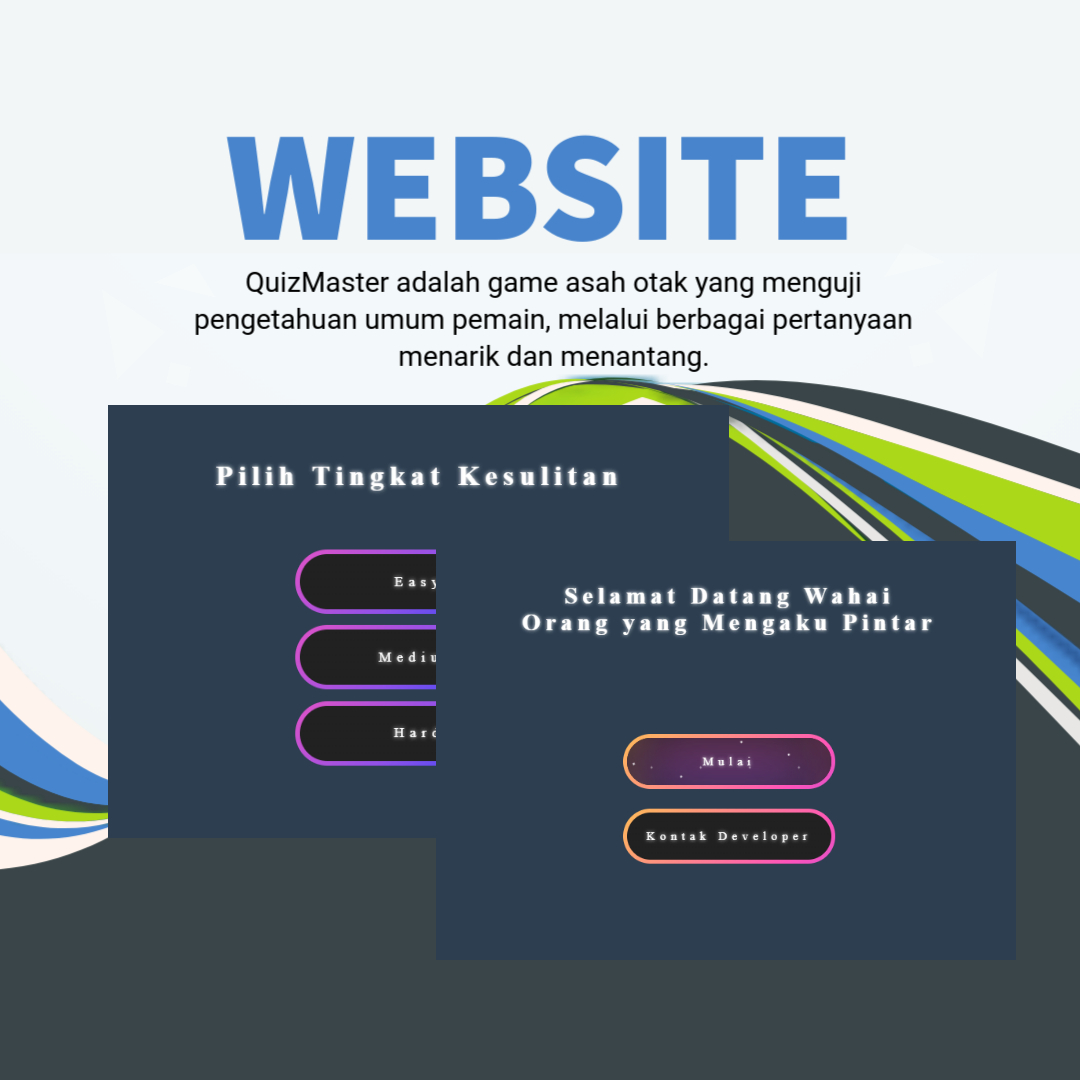 WEBSITE
QuizMaster adalah game asah otak yang menguji
pengetahuan umum pemain, melalui berbagai pertanyaan
menarik dan menantang.
Pilih Tingkat Kesulitan
Easy
Mediu
Hard
Selamat Datang Wahai
Orang yang Mengaku Pintar
Mulai
Kontak Developer